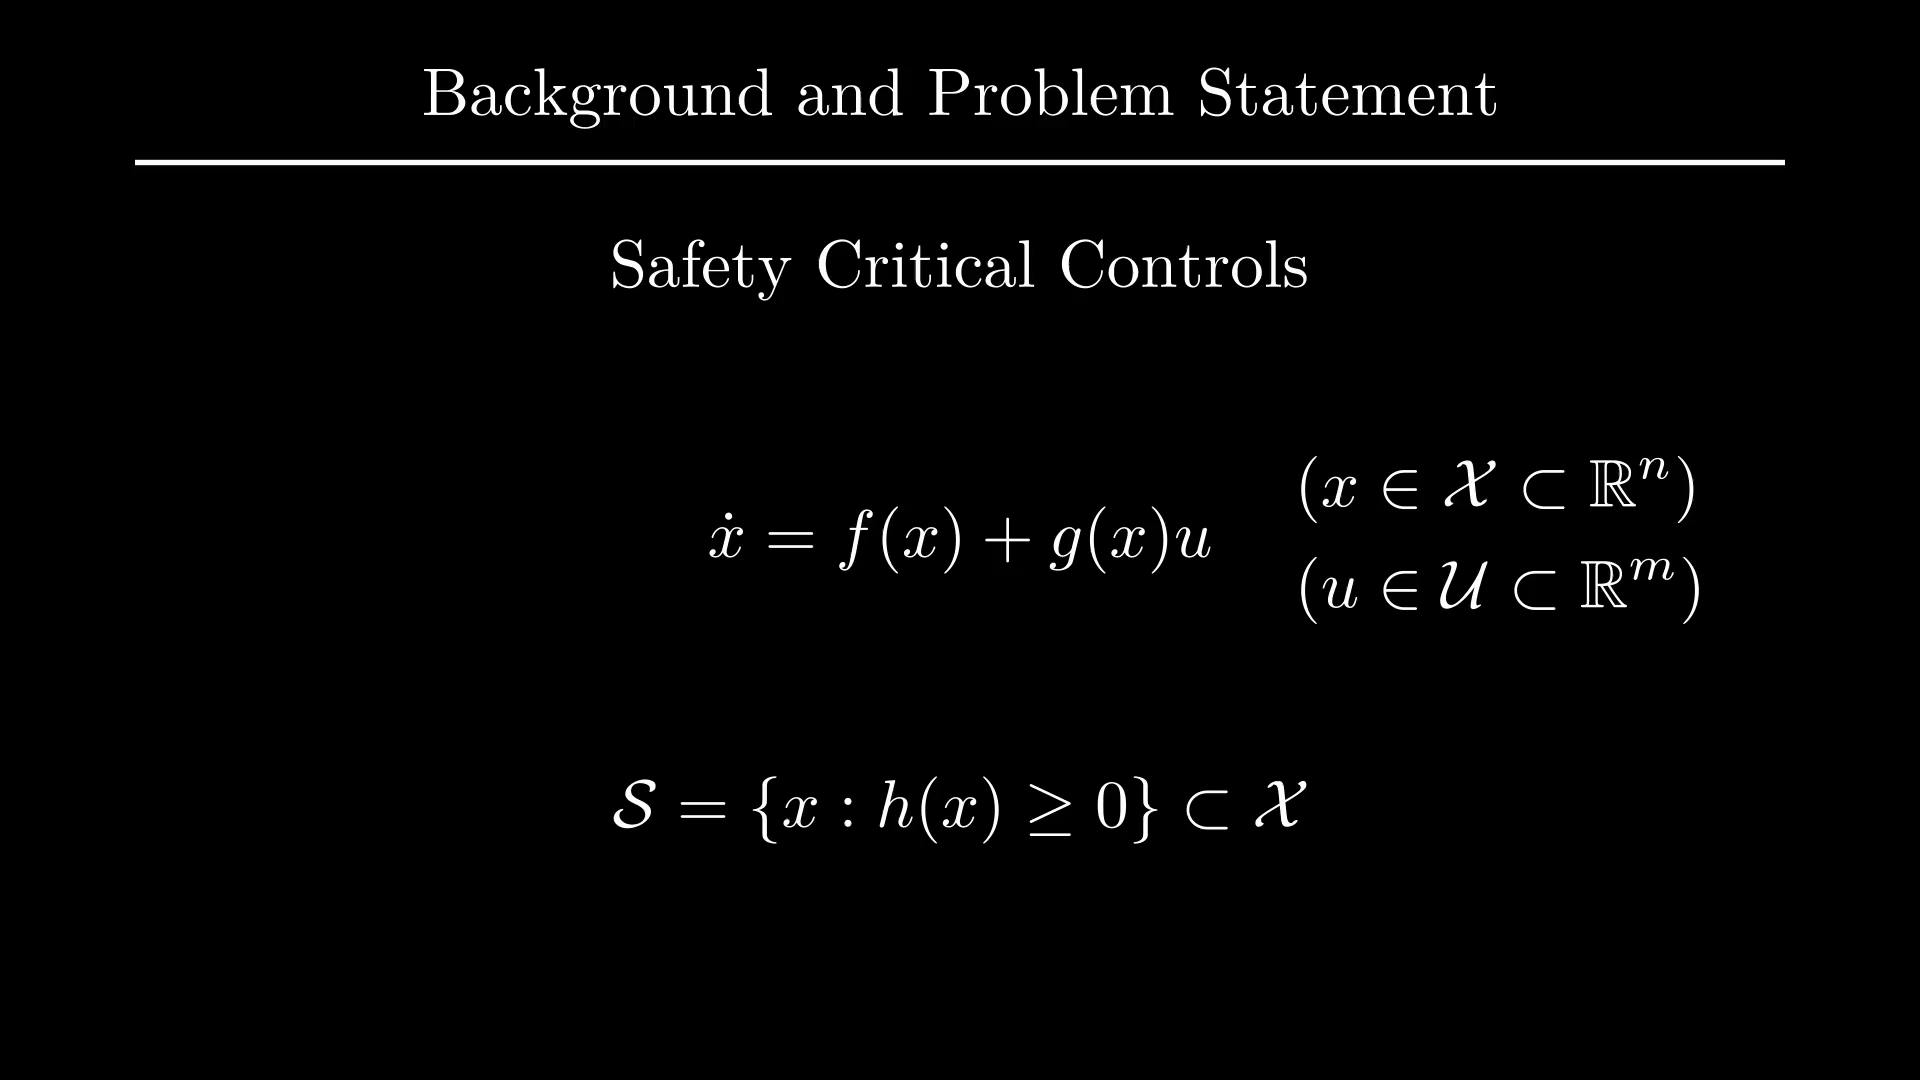 Background and Problem Statement
Safety Critical Controls
ẋ = f(x) + g(x)u
(x ∈ 𝒳 ⊂ ℝⁿ)
(u ∈ 𝒰 ⊂ ℝᵐ)
𝒮 = {x : h(x) ≥ 0} ⊂ 𝒳